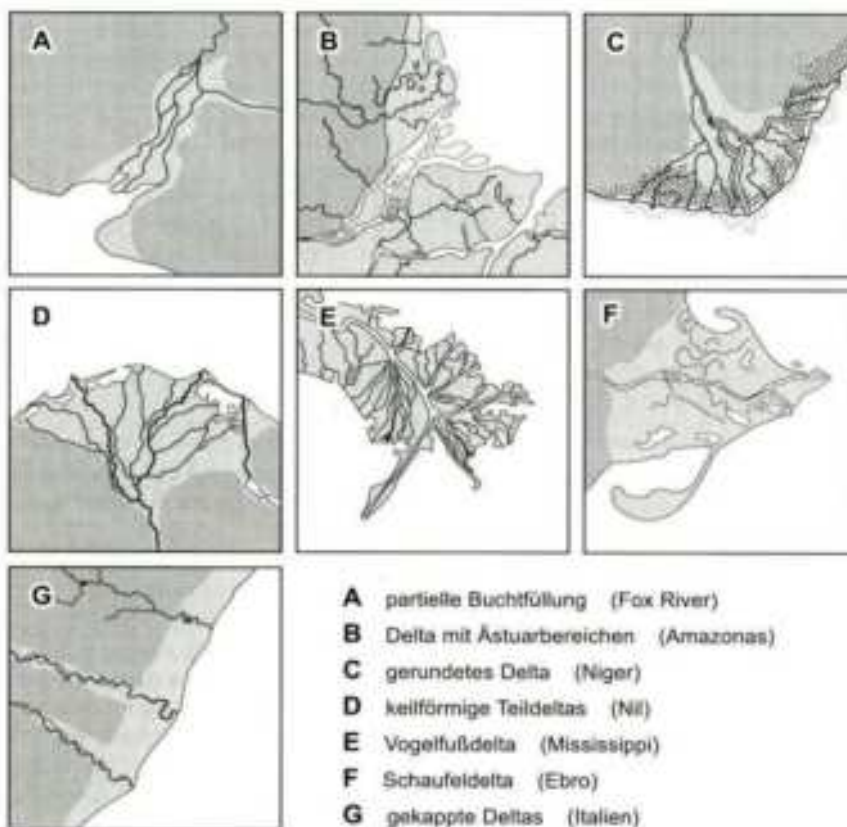 A
B
C
D
E
F
G
A partielle Buchtfüllung (Fox River)
B Delta mit Ästuarbereichen (Amazonas)
C gerundetes Delta (Niger)
D keilförmige Teildeltas (Nil)
E Vogelfußdelta (Mississippi)
F Schaufeldelta (Ebro)
G gekappte Deltas (Italien)